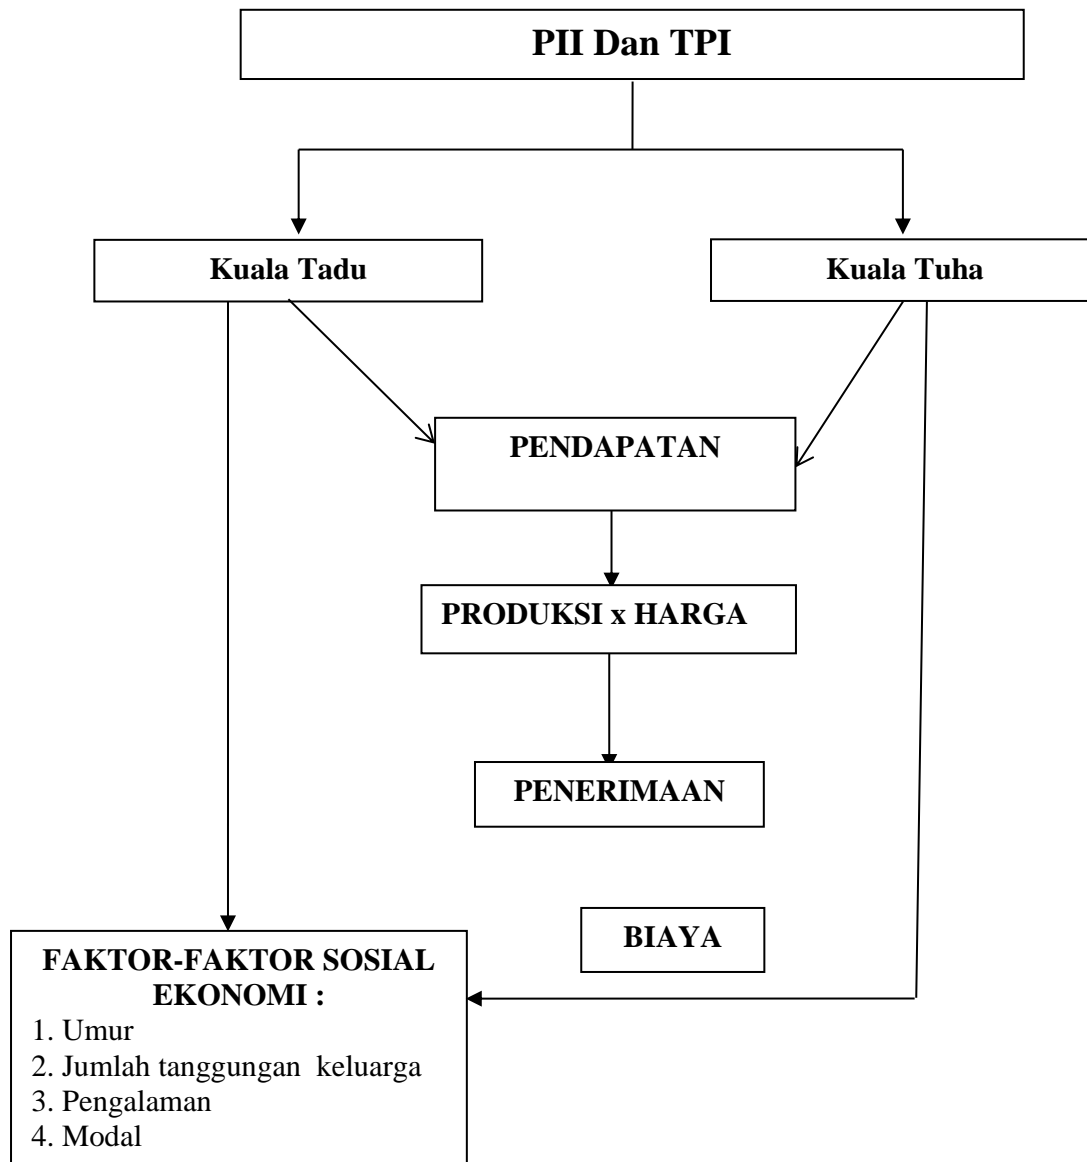 PII Dan TPI
Kuala Tadu
Kuala Tuha
PENDAPATAN
PRODUKSI x HARGA
PENERIMAAN
BIAYA
FAKTOR-FAKTOR SOSIAL
EKONOMI :
1. Umur
2. Jumlah tanggungan keluarga
3. Pengalaman
4. Modal